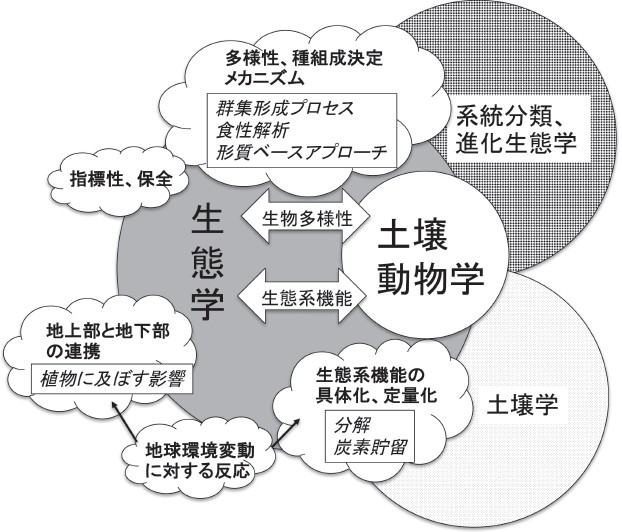 多様性、種組成決定
メカニズム
群集形成プロセス
食性解析
形質ベースアプローチ
系統分類、
進化生態学
指標性、保全
生態学
生物多様性
土壌
動物学
生態系機能
地上部と地下部
の連携
植物に及ぼす影響
生態系機能の
具体化、定量化
分解
炭素貯留
土壌学
地球環境変動
に対する反応